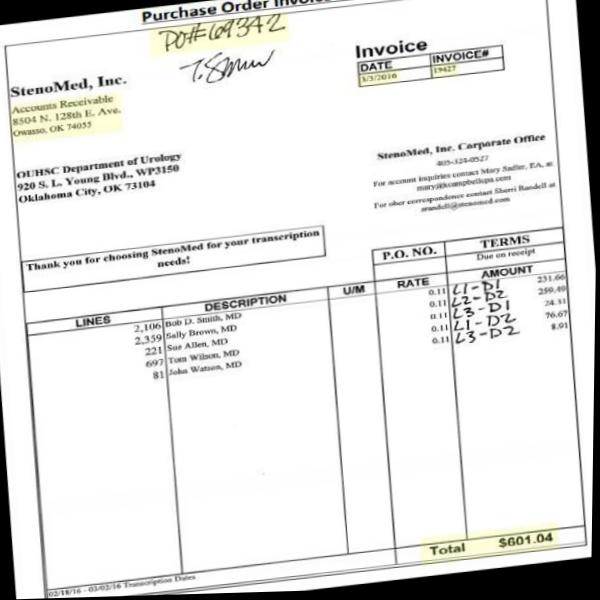 Purchase Order
PO# 69342
StenoMed, Inc.
Accounts Receivable
8504 N. 128th E. Ave.
Owasso, OK 74055
Invoice
DATE INVOICE#
3/3/2016 19427
OUHSC Department of Urology
920 S. L. Young Blvd., WP3150
Oklahoma City, OK 73104
StenoMed, Inc. Corporate Office
405-324-0527
For account inquiries contact Mary Sadler, EA, at
For other correspondence contact Sherri Randell at
srandell@stenomed.com
Thank you for choosing StenoMed for your transcription
needs!
P.O. NO. TERMS
Due on receipt
LINES DESCRIPTION U/M RATE AMOUNT
2,106 Bob D. Smith, MD 0.11 L1-D1 231.66
2,359 Sally Brown, MD 0.11 L2-D2 259.49
221 Sue Allen, MD 0.11 L3-D1 24.31
697 Tom Wilson, MD 0.11 L1-D2 76.67
81 John Watson, MD 0.11 L3-D2 8.91
Total $601.04
02/18/16 - 03/02/16 Transcription Dates